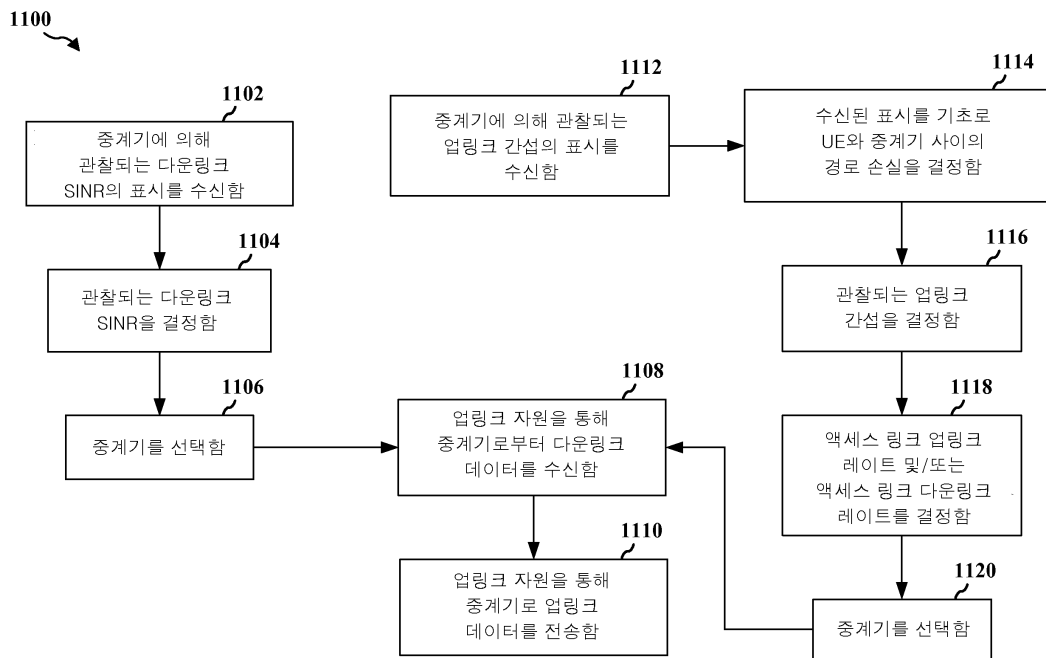 1100
1102
중계기에 의해
관찰되는 다운링크
SINR의 표시를 수신함
1104
관찰되는 다운링크
SINR을 결정함
1106
중계기를 선택함
1108
업링크 자원을 통해
중계기로부터 다운링크
데이터를 수신함
1110
업링크 자원을 통해
중계기로 업링크
데이터를 전송함
1112
중계기에 의해 관찰되는
업링크 간섭의 표시를
수신함
1114
수신된 표시를 기초로
UE와 중계기 사이의
경로 손실을 결정함
1116
관찰되는 업링크
간섭을 결정함
1118
액세스 링크 업링크
레이트 및/또는
액세스 링크 다운링크
레이트를 결정함
1120
중계기를 선택함